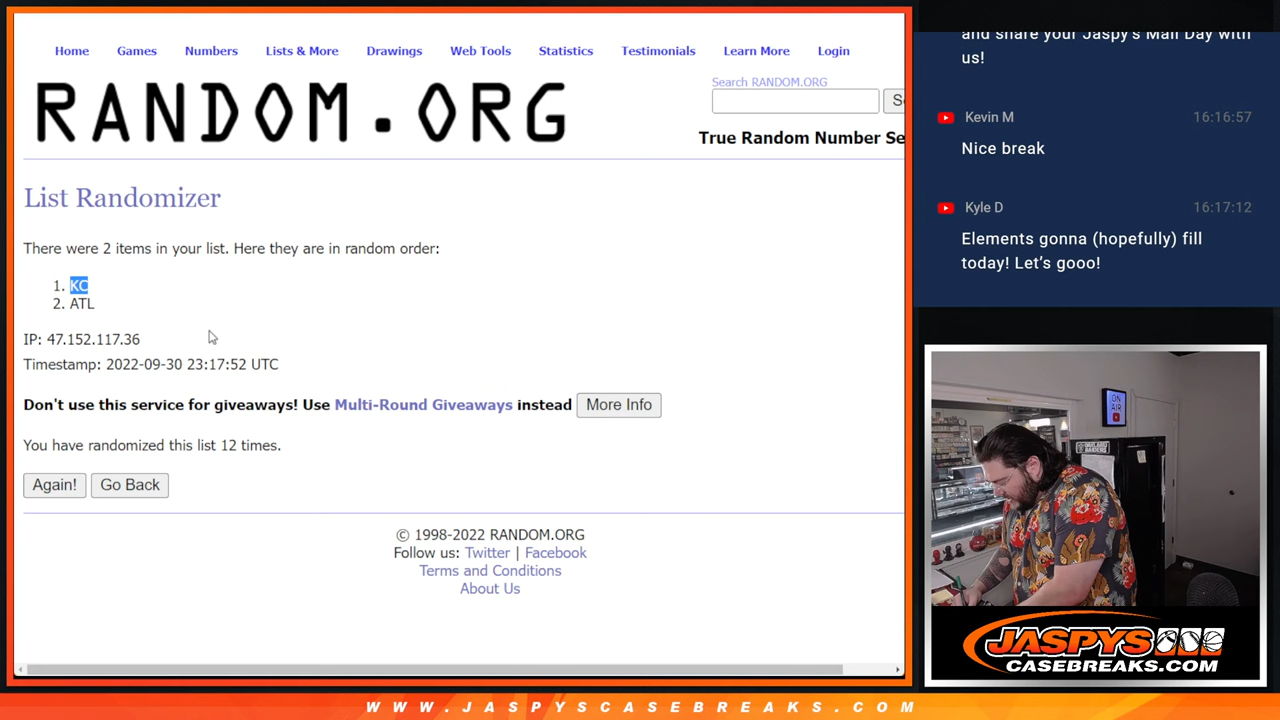 Home Games Numbers Lists & More Drawings Web Tools Statistics Testimonials Learn More Login
RANDOM.ORG
Search RANDOM.ORG
True Random Number Se
List Randomizer
There were 2 items in your list. Here they are in random order:
1. KC
2. ATL
IP: 47.152.117.36
Timestamp: 2022-09-30 23:17:52 UTC
Don't use this service for giveaways! Use Multi-Round Giveaways instead More Info
You have randomized this list 12 times.
Again! Go Back
© 1998-2022 RANDOM.ORG
Follow us: Twitter | Facebook
Terms and Conditions
About Us
and share your Jaspy's Mail Day with
us!
Kevin M 16:16:57
Nice break
Kyle D 16:17:12
Elements gonna (hopefully) fill
today! Let's gooo!
ON
AIR
JASPYS
CASEBREAKS.COM
WWW.JASPYSCASEBREAKS.COM